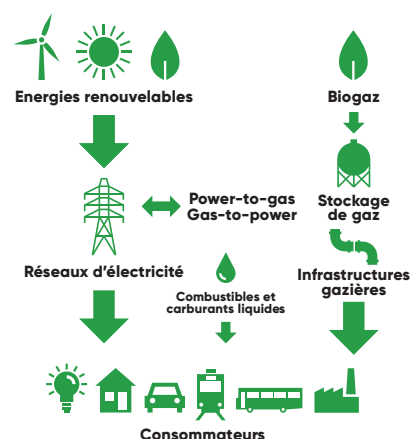 Energies renouvelables
Biogaz
Power-to-gas
Gas-to-power
Stockage
de gaz
Réseaux d'électricité
Combustibles et
carburants liquides
Infrastructures
gazières
Consommateurs